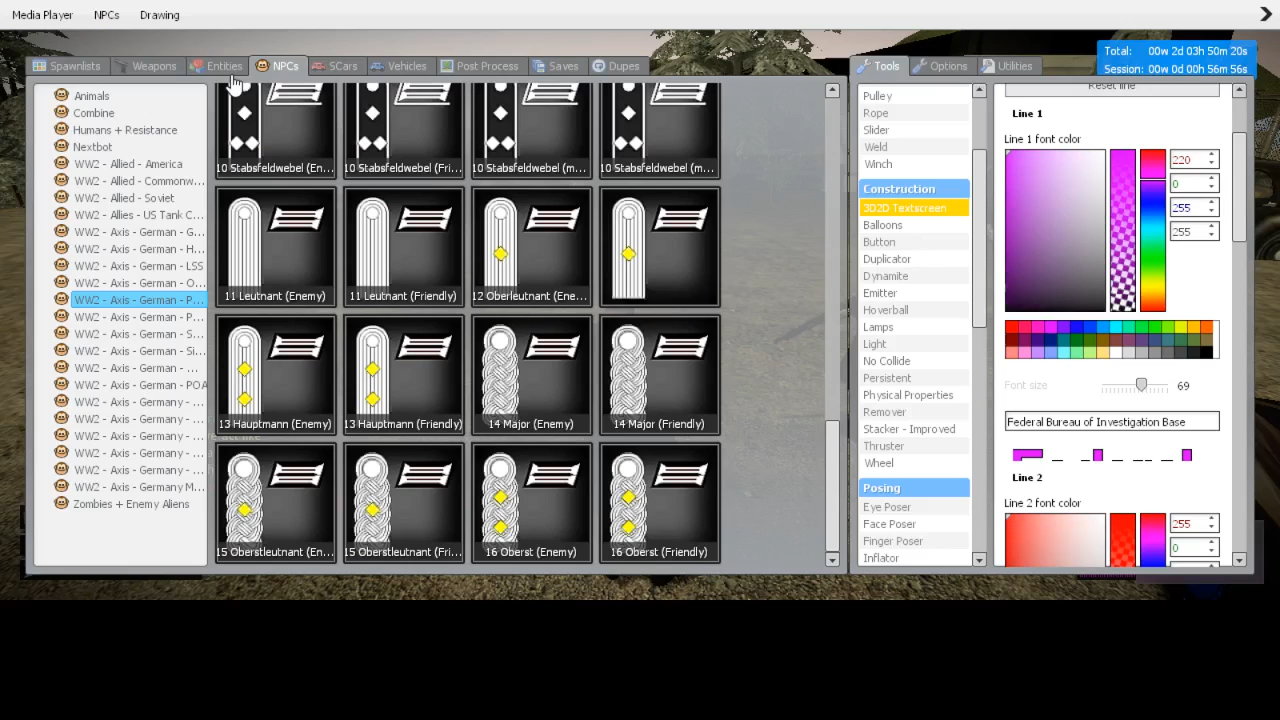 Media Player NPCs Drawing
Total: 00w 2d 03h 50m 20s
Session: 00w 0d 00h 56m 56s
Spawnlists Weapons Entities NPCs SCars Vehicles Post Process Saves Dupes
Tools Options Utilities
Animals
Combine
Humans + Resistance
Nextbot
WW2 - Allied - America
WW2 - Allied - Commonw...
WW2 - Allied - Soviet
WW2 - Allies - US Tank C...
WW2 - Axis - German - G...
WW2 - Axis - German - H...
WW2 - Axis - German - LSS
WW2 - Axis - German - O...
WW2 - Axis - German - P...
WW2 - Axis - German - P...
WW2 - Axis - German - S...
WW2 - Axis - German - Si...
WW2 - Axis - German - ...
WW2 - Axis - German - POA
WW2 - Axis - Germany - ...
WW2 - Axis - Germany - ...
WW2 - Axis - Germany - ...
WW2 - Axis - Germany - ...
WW2 - Axis - Germany - ...
WW2 - Axis - Germany M...
Zombies + Enemy Aliens
10 Stabsfeldwebel (En...
10 Stabsfeldwebel (Fri...
10 Stabsfeldwebel (m...
10 Stabsfeldwebel (m...
11 Leutnant (Enemy)
11 Leutnant (Friendly)
12 Oberleutnant (Ene...
13 Hauptmann (Enemy)
13 Hauptmann (Friendly)
14 Major (Enemy)
14 Major (Friendly)
15 Oberstleutnant (En...
15 Oberstleutnant (Fri...
16 Oberst (Enemy)
16 Oberst (Friendly)
Pulley
Rope
Slider
Weld
Winch
Construction
3D2D Textscreen
Balloons
Button
Duplicator
Dynamite
Emitter
Hoverball
Lamps
Light
No Collide
Persistent
Physical Properties
Remover
Stacker - Improved
Thruster
Wheel
Posing
Eye Poser
Face Poser
Finger Poser
Inflator
Reset line
Line 1
Line 1 font color
220
0
255
255
Font size 69
Federal Bureau of Investigation Base
Line 2
Line 2 font color
255
0